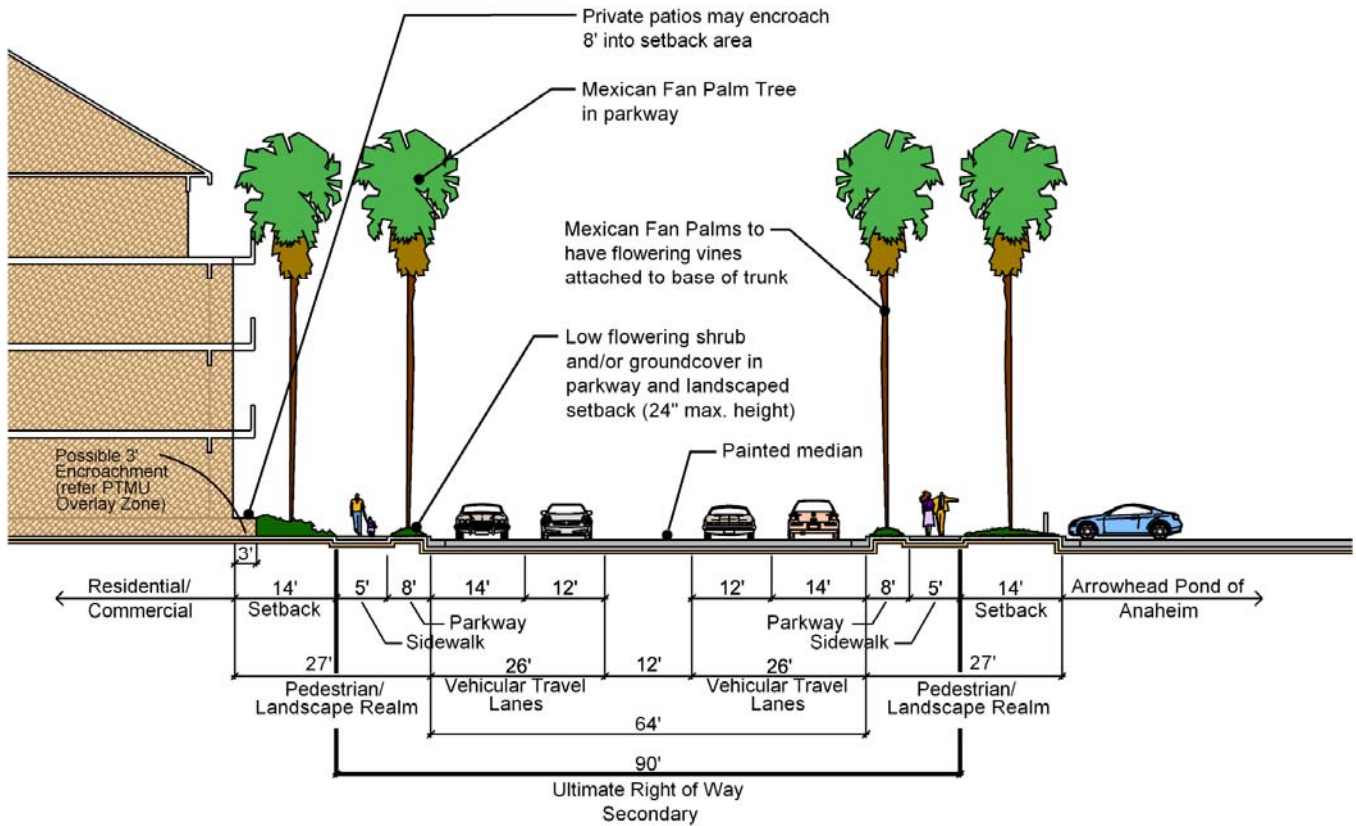 Private patios may encroach
8' into setback area
Mexican Fan Palm Tree
in parkway
Mexican Fan Palms to
have flowering vines
attached to base of trunk
Low flowering shrub
and/or groundcover in
parkway and landscaped
setback (24" max. height)
Painted median
Possible 3'
Encroachment
(refer PTMU
Overlay Zone)
3'
Residential/
Commercial
14'
Setback
5'
8'
14'
12'
12'
14'
8'
5'
14'
Setback
Arrowhead Pond of
Anaheim
Parkway
Sidewalk
Parkway
Sidewalk
27'
26'
12'
26'
27'
Pedestrian/
Landscape Realm
Vehicular Travel
Lanes
Vehicular Travel
Lanes
Pedestrian/
Landscape Realm
64'
90'
Ultimate Right of Way
Secondary